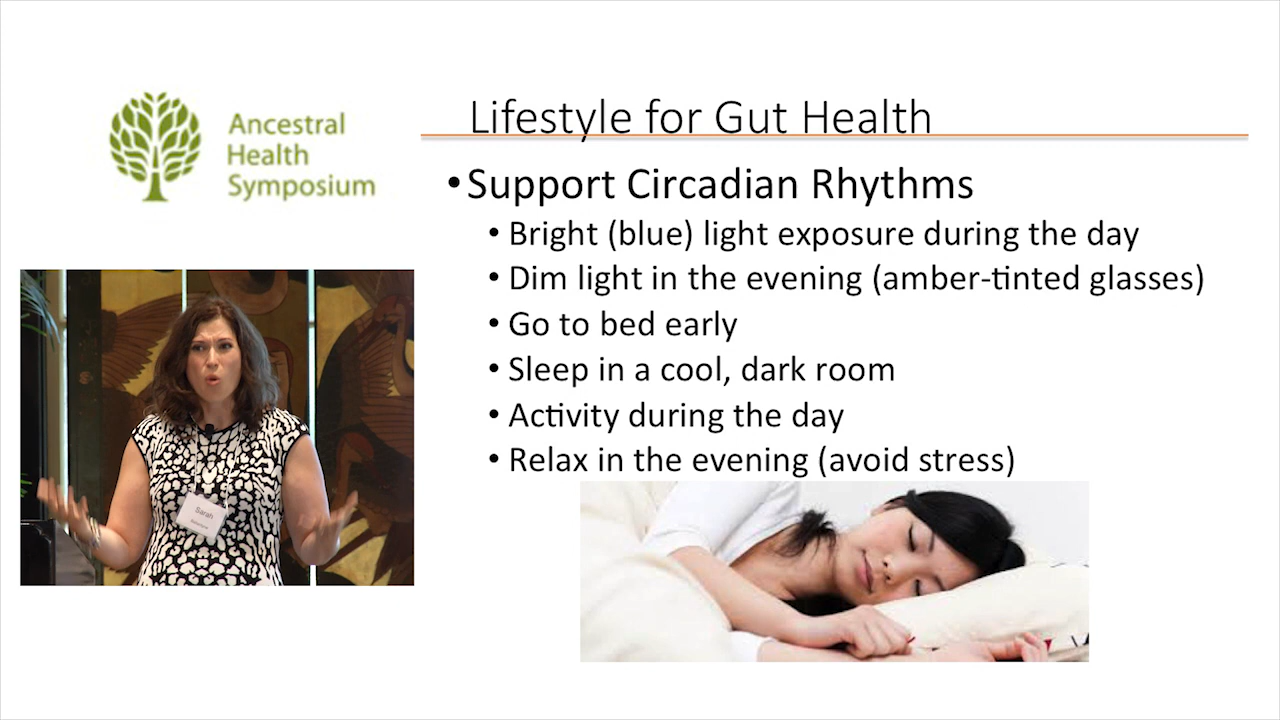 Ancestral
Health
Symposium
Lifestyle for Gut Health
•Support Circadian Rhythms
• Bright (blue) light exposure during the day
• Dim light in the evening (amber-tinted glasses)
• Go to bed early
• Sleep in a cool, dark room
• Activity during the day
• Relax in the evening (avoid stress)
Sarah